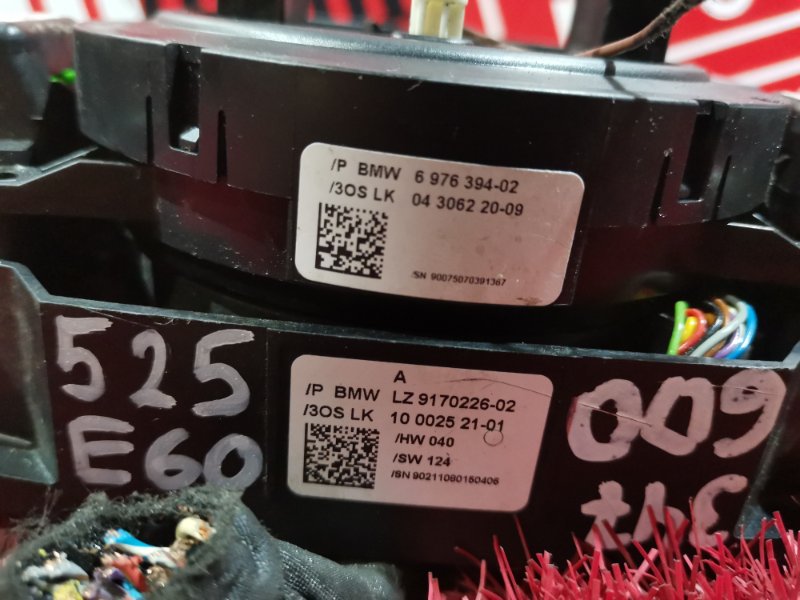 /P BMW 6 976 394-02
/3OS LK 04 3062 20-09
/SN 90075070391367
A
/P BMW LZ 9170226-02
/3OS LK 10 0025 21-01
/HW 040
/SW 124
/SN 90211080150406
525
E60
009
347